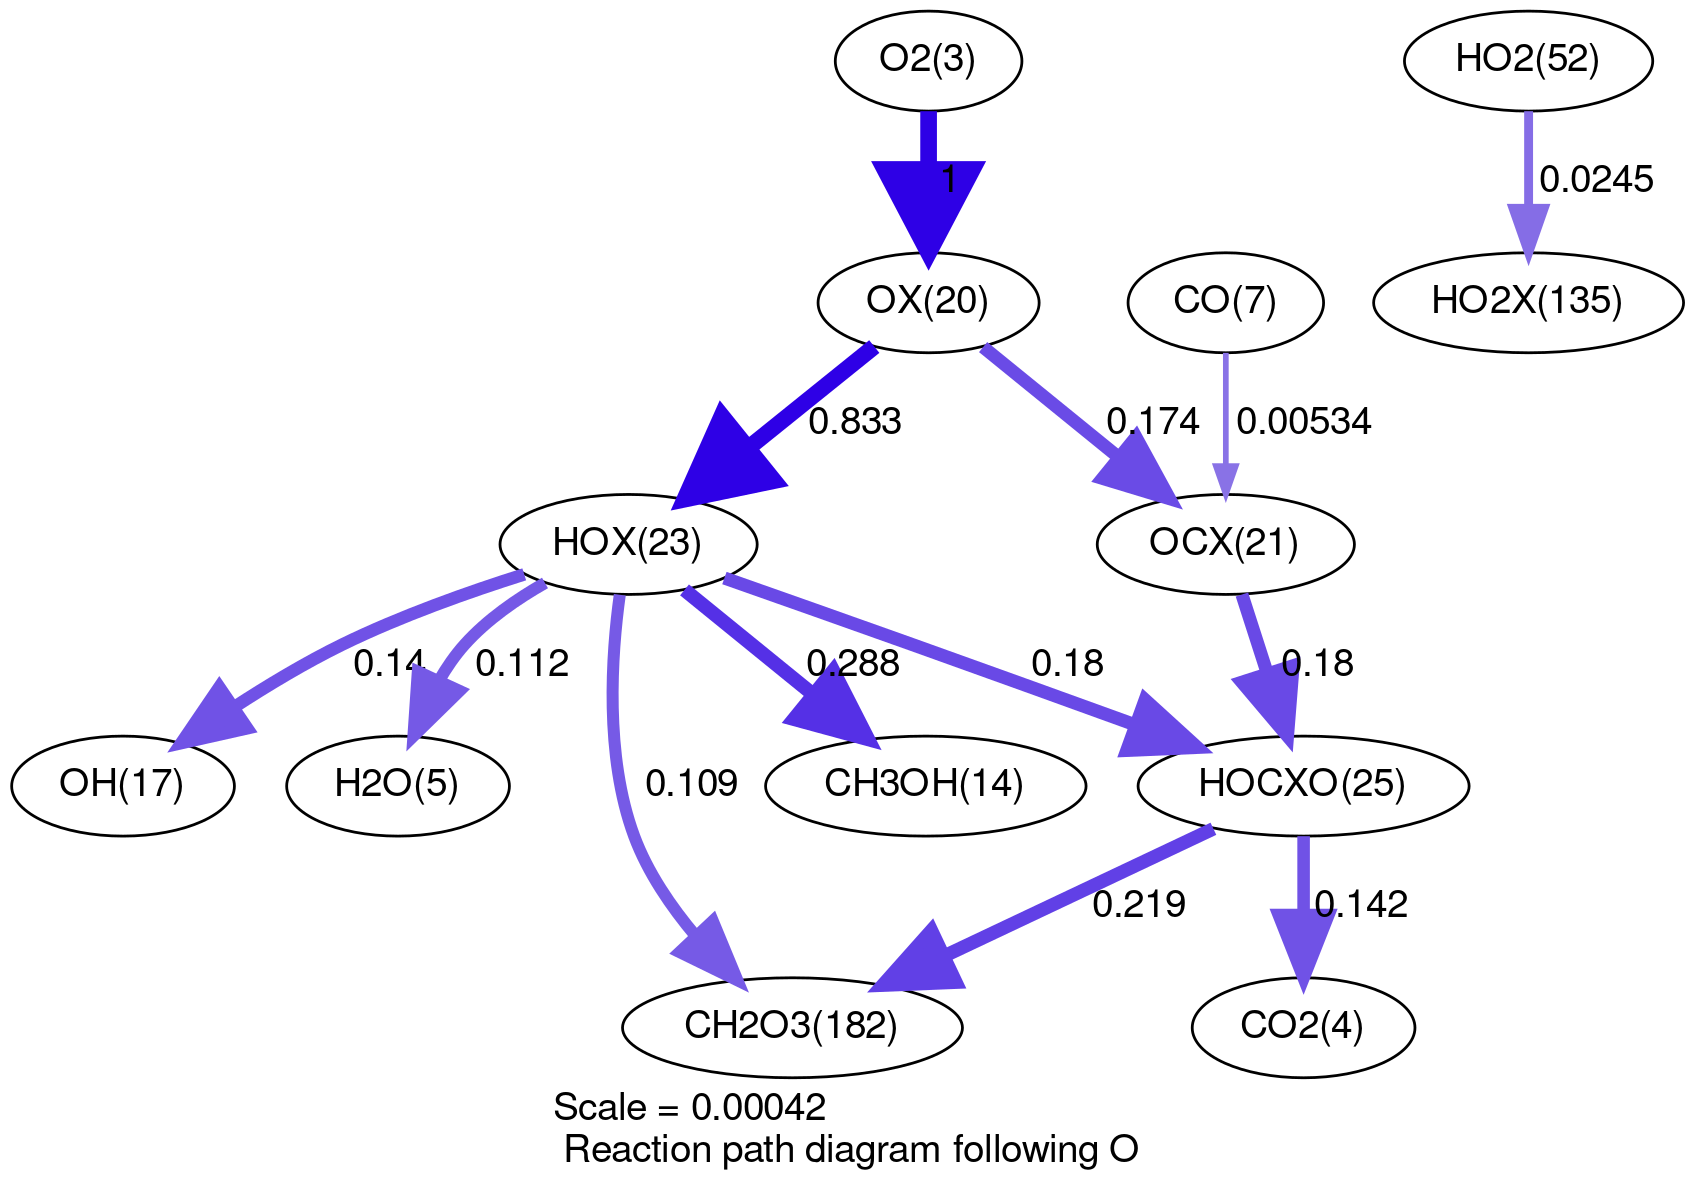 O2(3)
HO2(52)
1
0.0245
OX(20)
CO(7)
HO2X(135)
0.833
0.174
0.00534
HOX(23)
OCX(21)
0.14
0.112
0.288
0.18
0.18
OH(17)
H2O(5)
0.109
CH3OH(14)
HOCXO(25)
0.219
0.142
CH2O3(182)
CO2(4)
Scale = 0.00042
Reaction path diagram following O